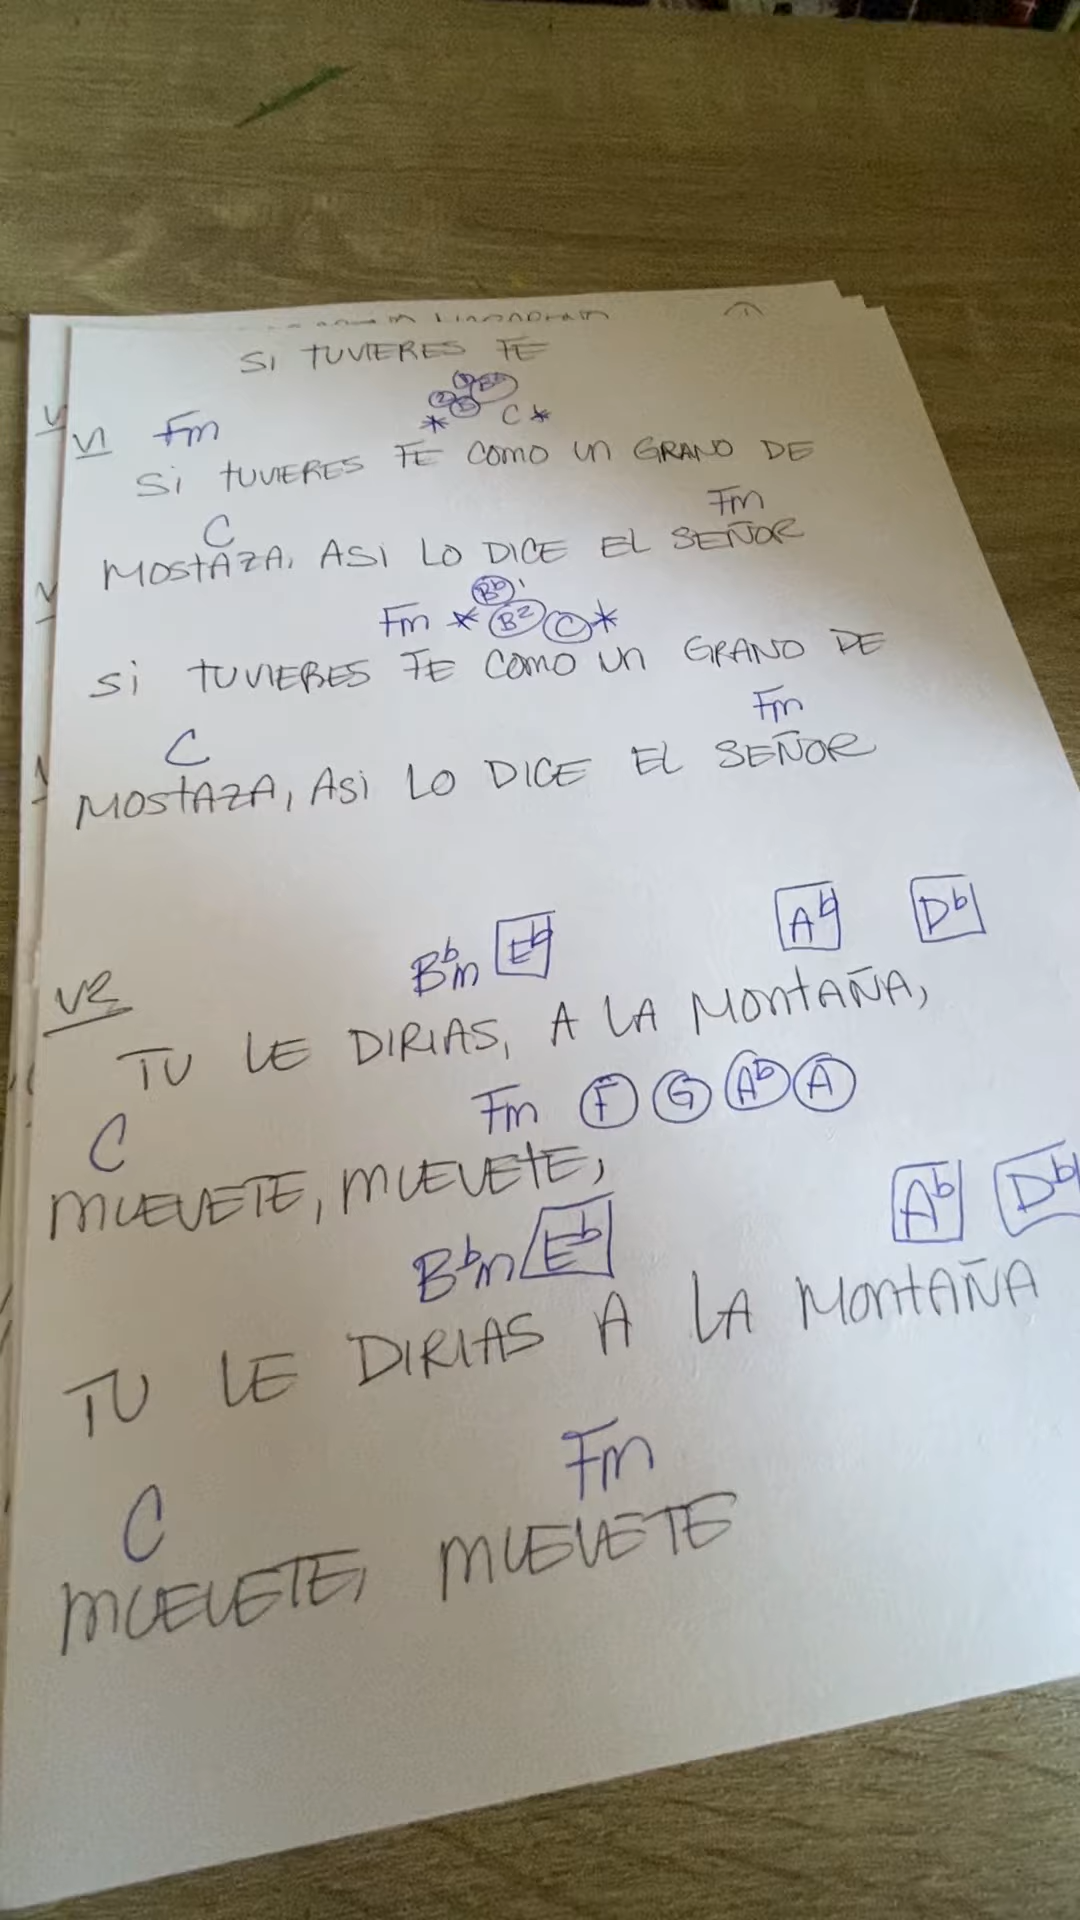 SI TUVIERES FE
V1 Fm
* C *
Si TUVIERES FE COMO UN GRANO DE
C Fm
MOSTAZA, ASI LO DICE EL SEÑOR
Bb
Fm * B2 C *
Si TUVIERES FE COMO UN GRANO DE
C Fm
MOSTAZA, ASI LO DICE EL SEÑOR
V2 Bbm Eb Ab Db
TU LE DIRIAS, A LA MONTAÑA,
C Fm F G Ab A
MUEVETE, MUEVETE,
Bbm Eb Ab Db
TU LE DIRIAS A LA MONTAÑA
C Fm
MUEVETE, MUEVETE